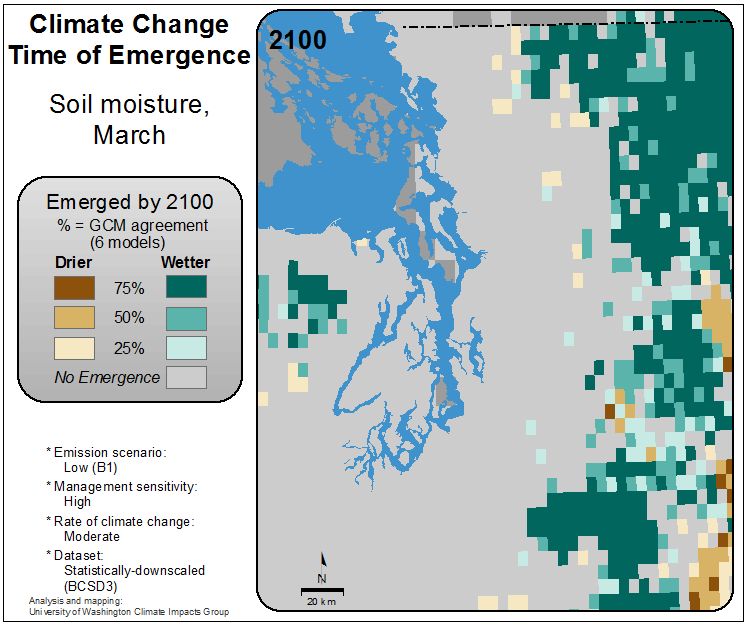 Climate Change
Time of Emergence
Soil moisture,
March
Emerged by 2100
% = GCM agreement
(6 models)
Drier Wetter
75%
50%
25%
No Emergence
* Emission scenario:
Low (B1)
* Management sensitivity:
High
* Rate of climate change:
Moderate
* Dataset:
Statistically-downscaled
(BCSD3)
Analysis and mapping:
University of Washington Climate Impacts Group
2100
N
20 km